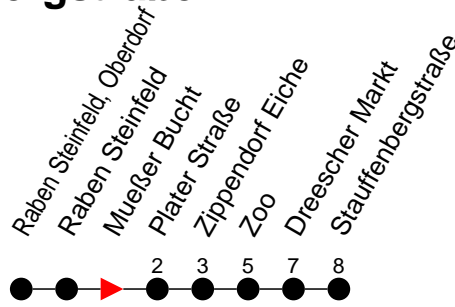 Raben Steinfeld, Oberdorf
Raben Steinfeld
Mueßer Bucht
Plater Straße
Zippendorf Eiche
Zoo
Dreescher Markt
Stauffenbergstraße
2 3 5 7 8